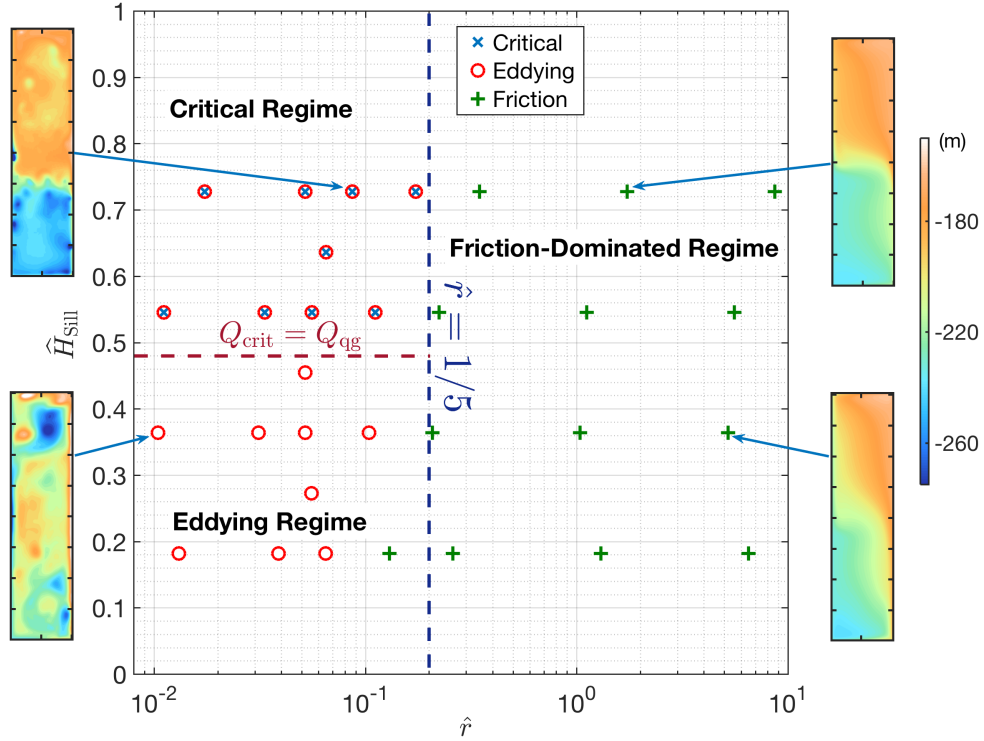 1
0.9
0.8
0.7
0.6
0.5
0.4
0.3
0.2
0.1
0
Ĥ_Sill
Critical
Eddying
Friction
Critical Regime
Friction-Dominated Regime
Q_crit = Q_qg
r̂ = 1/5
Eddying Regime
10^-2
10^-1
10^0
10^1
r̂
(m)
-180
-220
-260